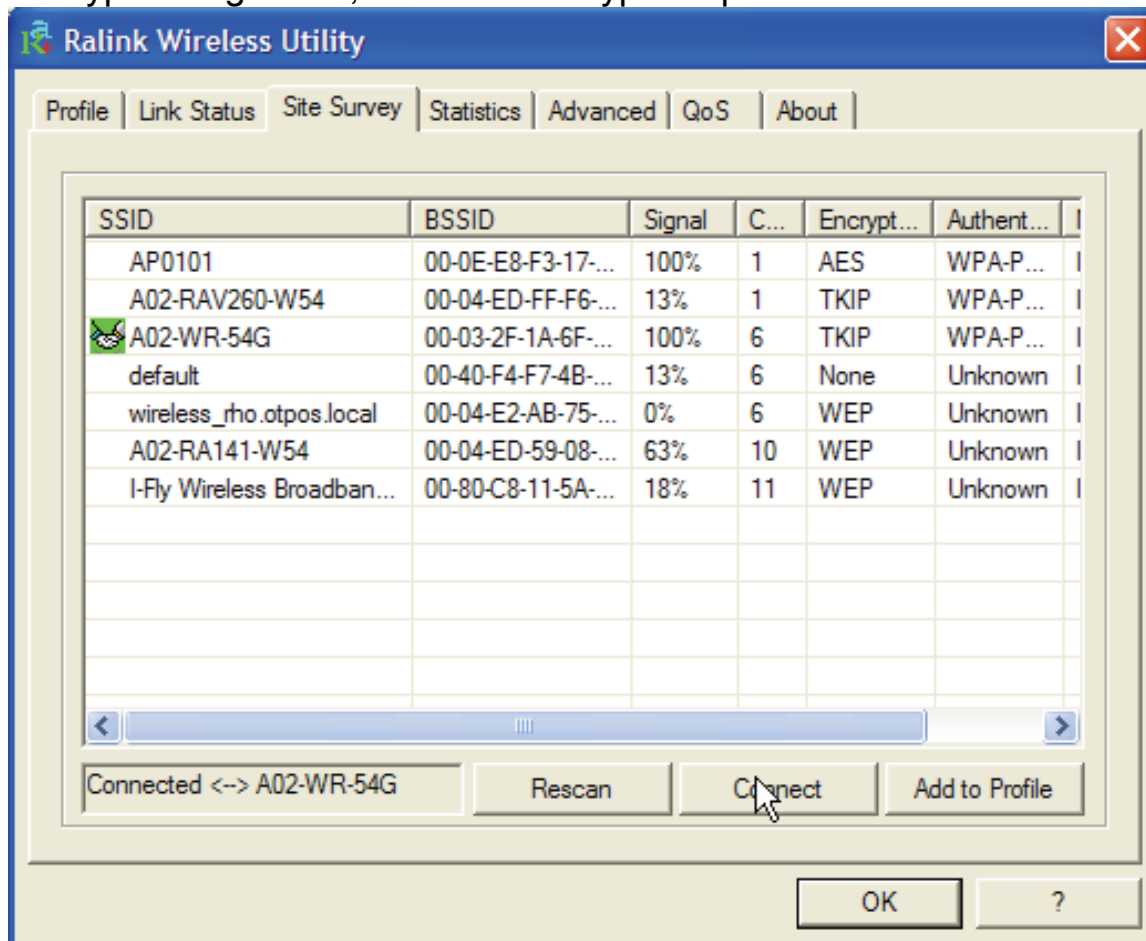 Ralink Wireless Utility
Profile Link Status Site Survey Statistics Advanced QoS About
SSID BSSID Signal C... Encrypt... Authent...
AP0101 00-0E-E8-F3-17-... 100% 1 AES WPA-P...
A02-RAV260-W54 00-04-ED-FF-F6-... 13% 1 TKIP WPA-P...
A02-WR-54G 00-03-2F-1A-6F-... 100% 6 TKIP WPA-P...
default 00-40-F4-F7-4B-... 13% 6 None Unknown
wireless_rho.otpos.local 00-04-E2-AB-75-... 0% 6 WEP
A02-RA141-W54 00-04-ED-59-08-... 63% 10 WEP Unknown
I-Fly Wireless Broadban... 00-80-C8-11-5A-... 18% 11 WEP Unknown
Connected <--> A02-WR-54G Rescan Connect Add to Profile
OK ?